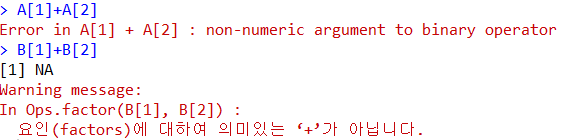 > A[1]+A[2]
Error in A[1] + A[2] : non-numeric argument to binary operator
> B[1]+B[2]
[1] NA
Warning message:
In Ops.factor(B[1], B[2]) :
  요인(factors)에 대하여 의미있는 ‘+’가 아닙니다.